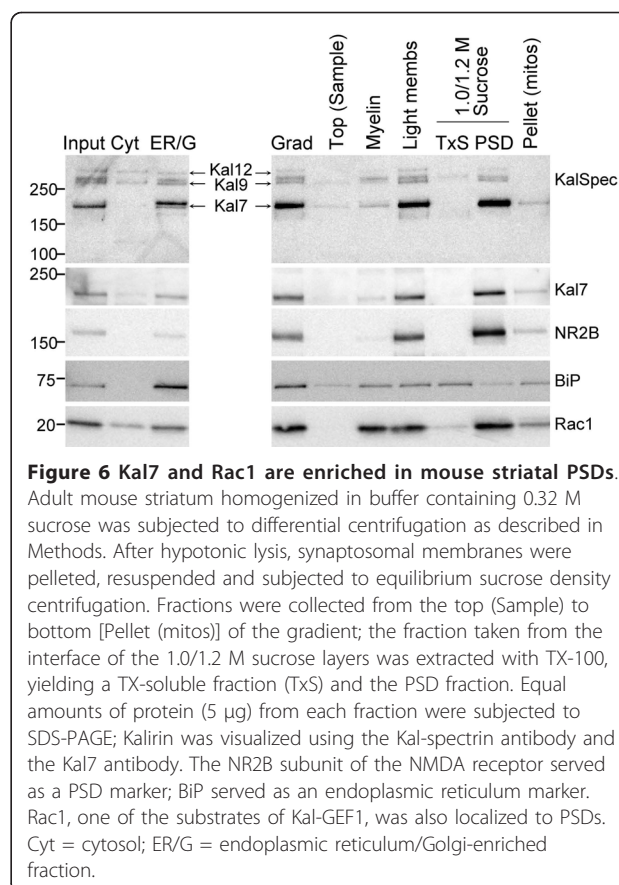 Input Cyt ER/G
Grad
Top (Sample)
Myelin
Light membs
1.0/1.2 M
Sucrose
TxS PSD
Pellet (mitos)
Kal12
Kal9
Kal7
250
150
100
KalSpec
250
Kal7
150
NR2B
75
BiP
20
Rac1
Figure 6 Kal7 and Rac1 are enriched in mouse striatal PSDs.
Adult mouse striatum homogenized in buffer containing 0.32 M
sucrose was subjected to differential centrifugation as described in
Methods. After hypotonic lysis, synaptosomal membranes were
pelleted, resuspended and subjected to equilibrium sucrose density
centrifugation. Fractions were collected from the top (Sample) to
bottom [Pellet (mitos)] of the gradient; the fraction taken from the
interface of the 1.0/1.2 M sucrose layers was extracted with TX-100,
yielding a TX-soluble fraction (TxS) and the PSD fraction. Equal
amounts of protein (5 μg) from each fraction were subjected to
SDS-PAGE; Kalirin was visualized using the Kal-spectrin antibody and
the Kal7 antibody. The NR2B subunit of the NMDA receptor served
as a PSD marker; BiP served as an endoplasmic reticulum marker.
Rac1, one of the substrates of Kal-GEF1, was also localized to PSDs.
Cyt = cytosol; ER/G = endoplasmic reticulum/Golgi-enriched
fraction.